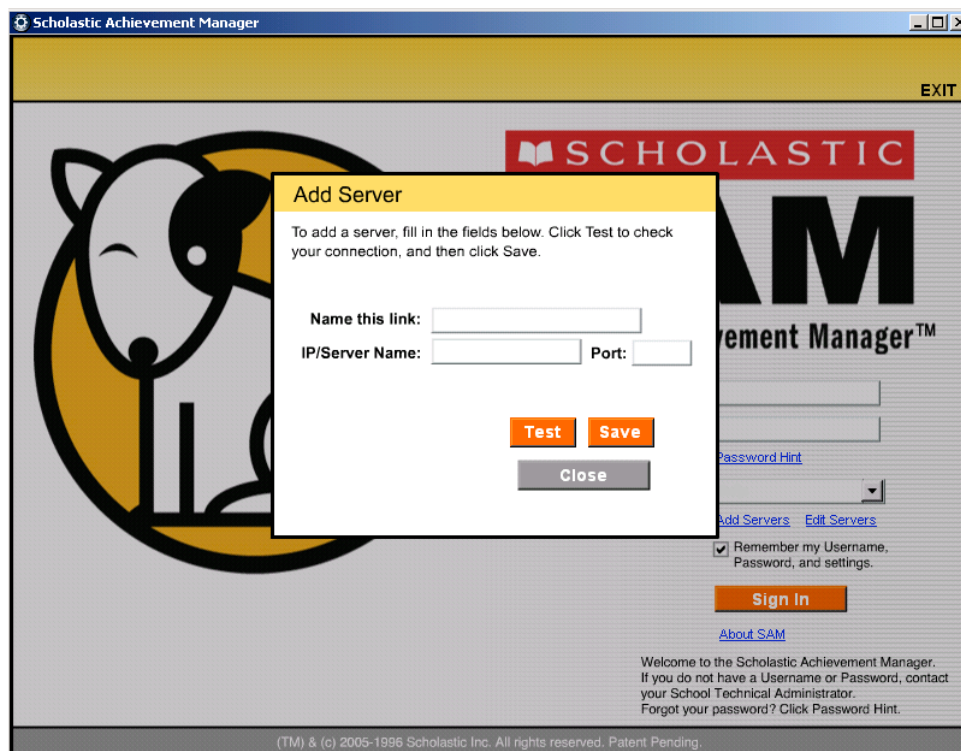 Scholastic Achievement Manager
EXIT
SCHOLASTIC
AM
Add Server
To add a server, fill in the fields below. Click Test to check
your connection, and then click Save.
Name this link:
IP/Server Name: Port:
Test Save
Close
vement Manager™
Password Hint
Add Servers Edit Servers
Remember my Username,
Password, and settings.
Sign In
About SAM
Welcome to the Scholastic Achievement Manager.
If you do not have a Username or Password, contact
your School Technical Administrator.
Forgot your password? Click Password Hint.
(TM) & (c) 2005-1996 Scholastic Inc. All rights reserved. Patent Pending.